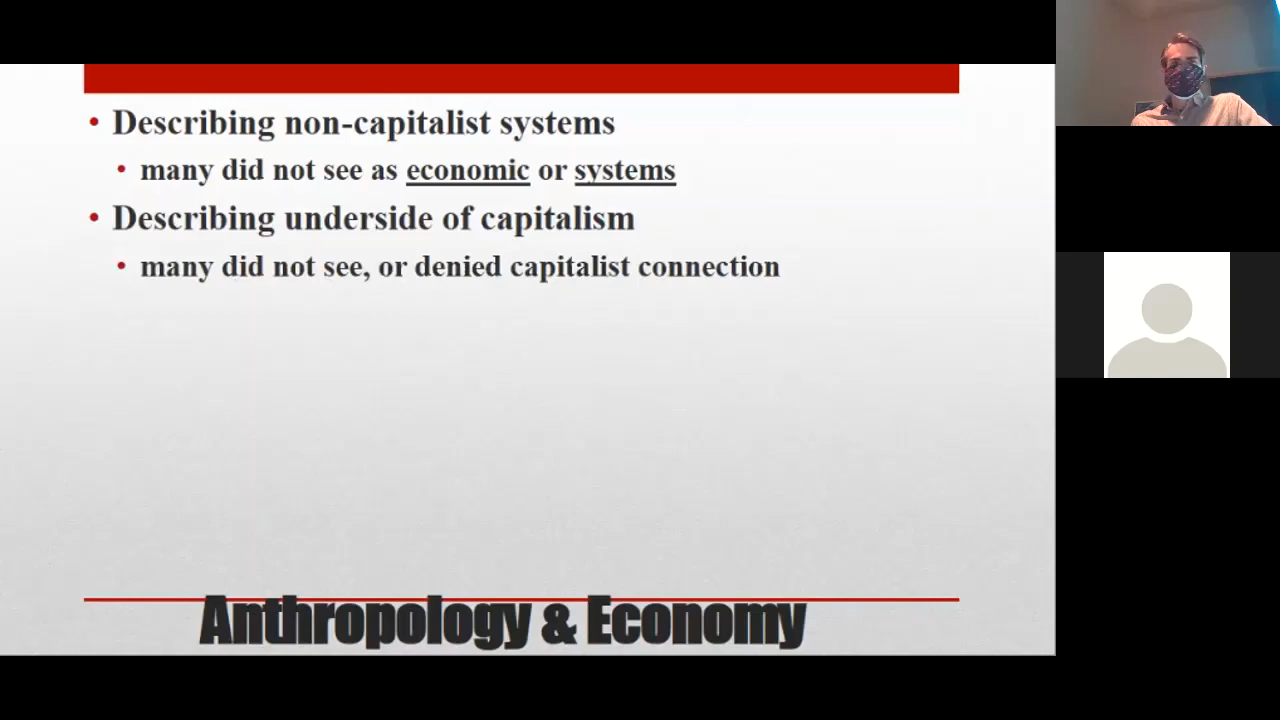 Describing non-capitalist systems
many did not see as economic or systems
Describing underside of capitalism
many did not see, or denied capitalist connection
Anthropology & Economy